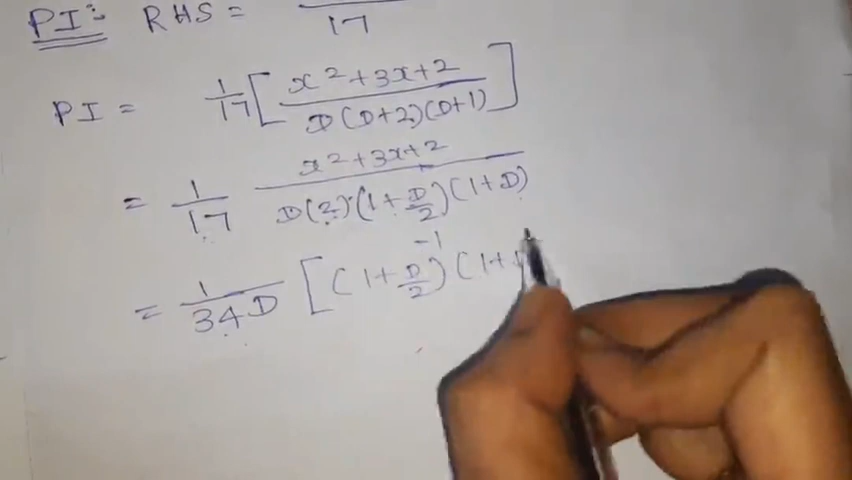 PI:- RHS = ――/17
PI = 1/17 [ x² + 3x + 2 / D(D+2)(D+1) ]
= 1/17 x² + 3x + 2 / D(2)·(1 + D/2)(1 + D)
= 1/34D [ (1 + D/2)⁻¹ (1 +